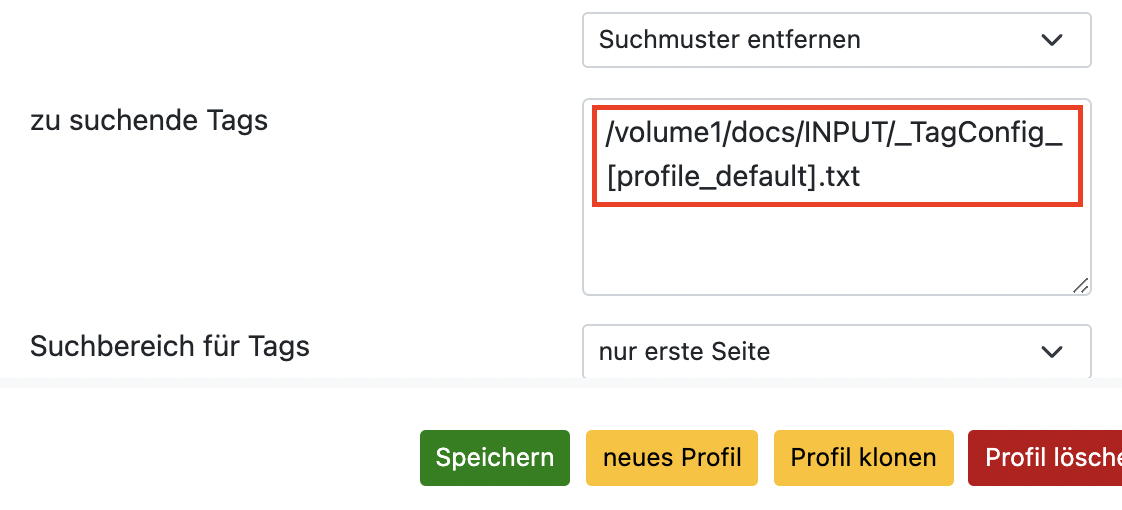 Suchmuster entfernen
zu suchende Tags
/volume1/docs/INPUT/_TagConfig_
[profile_default].txt
Suchbereich für Tags
nur erste Seite
Speichern
neues Profil
Profil klonen
Profil lösche